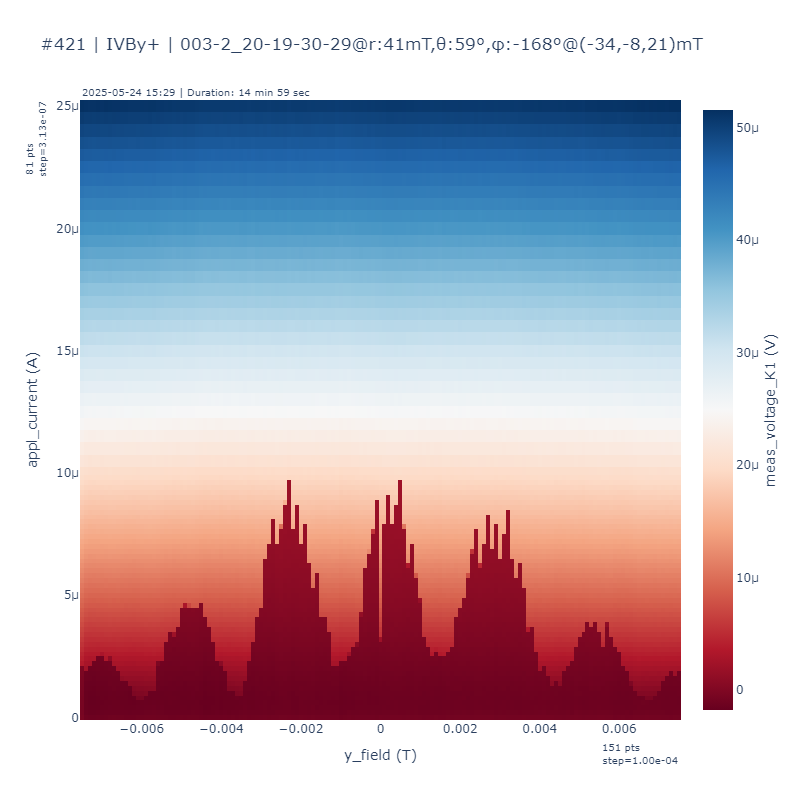 #421 | IVBy+ | 003-2_20-19-30-29@r:41mT,θ:59°,φ:-168°@(-34,-8,21)mT
2025-05-24 15:29 | Duration: 14 min 59 sec
81 pts
step=3.13e-07
25μ
20μ
15μ
10μ
5μ
0
appl_current (A)
−0.006
−0.004
−0.002
0
0.002
0.004
0.006
y_field (T)
151 pts
step=1.00e-04
50μ
40μ
30μ
20μ
10μ
0
meas_voltage_K1 (V)